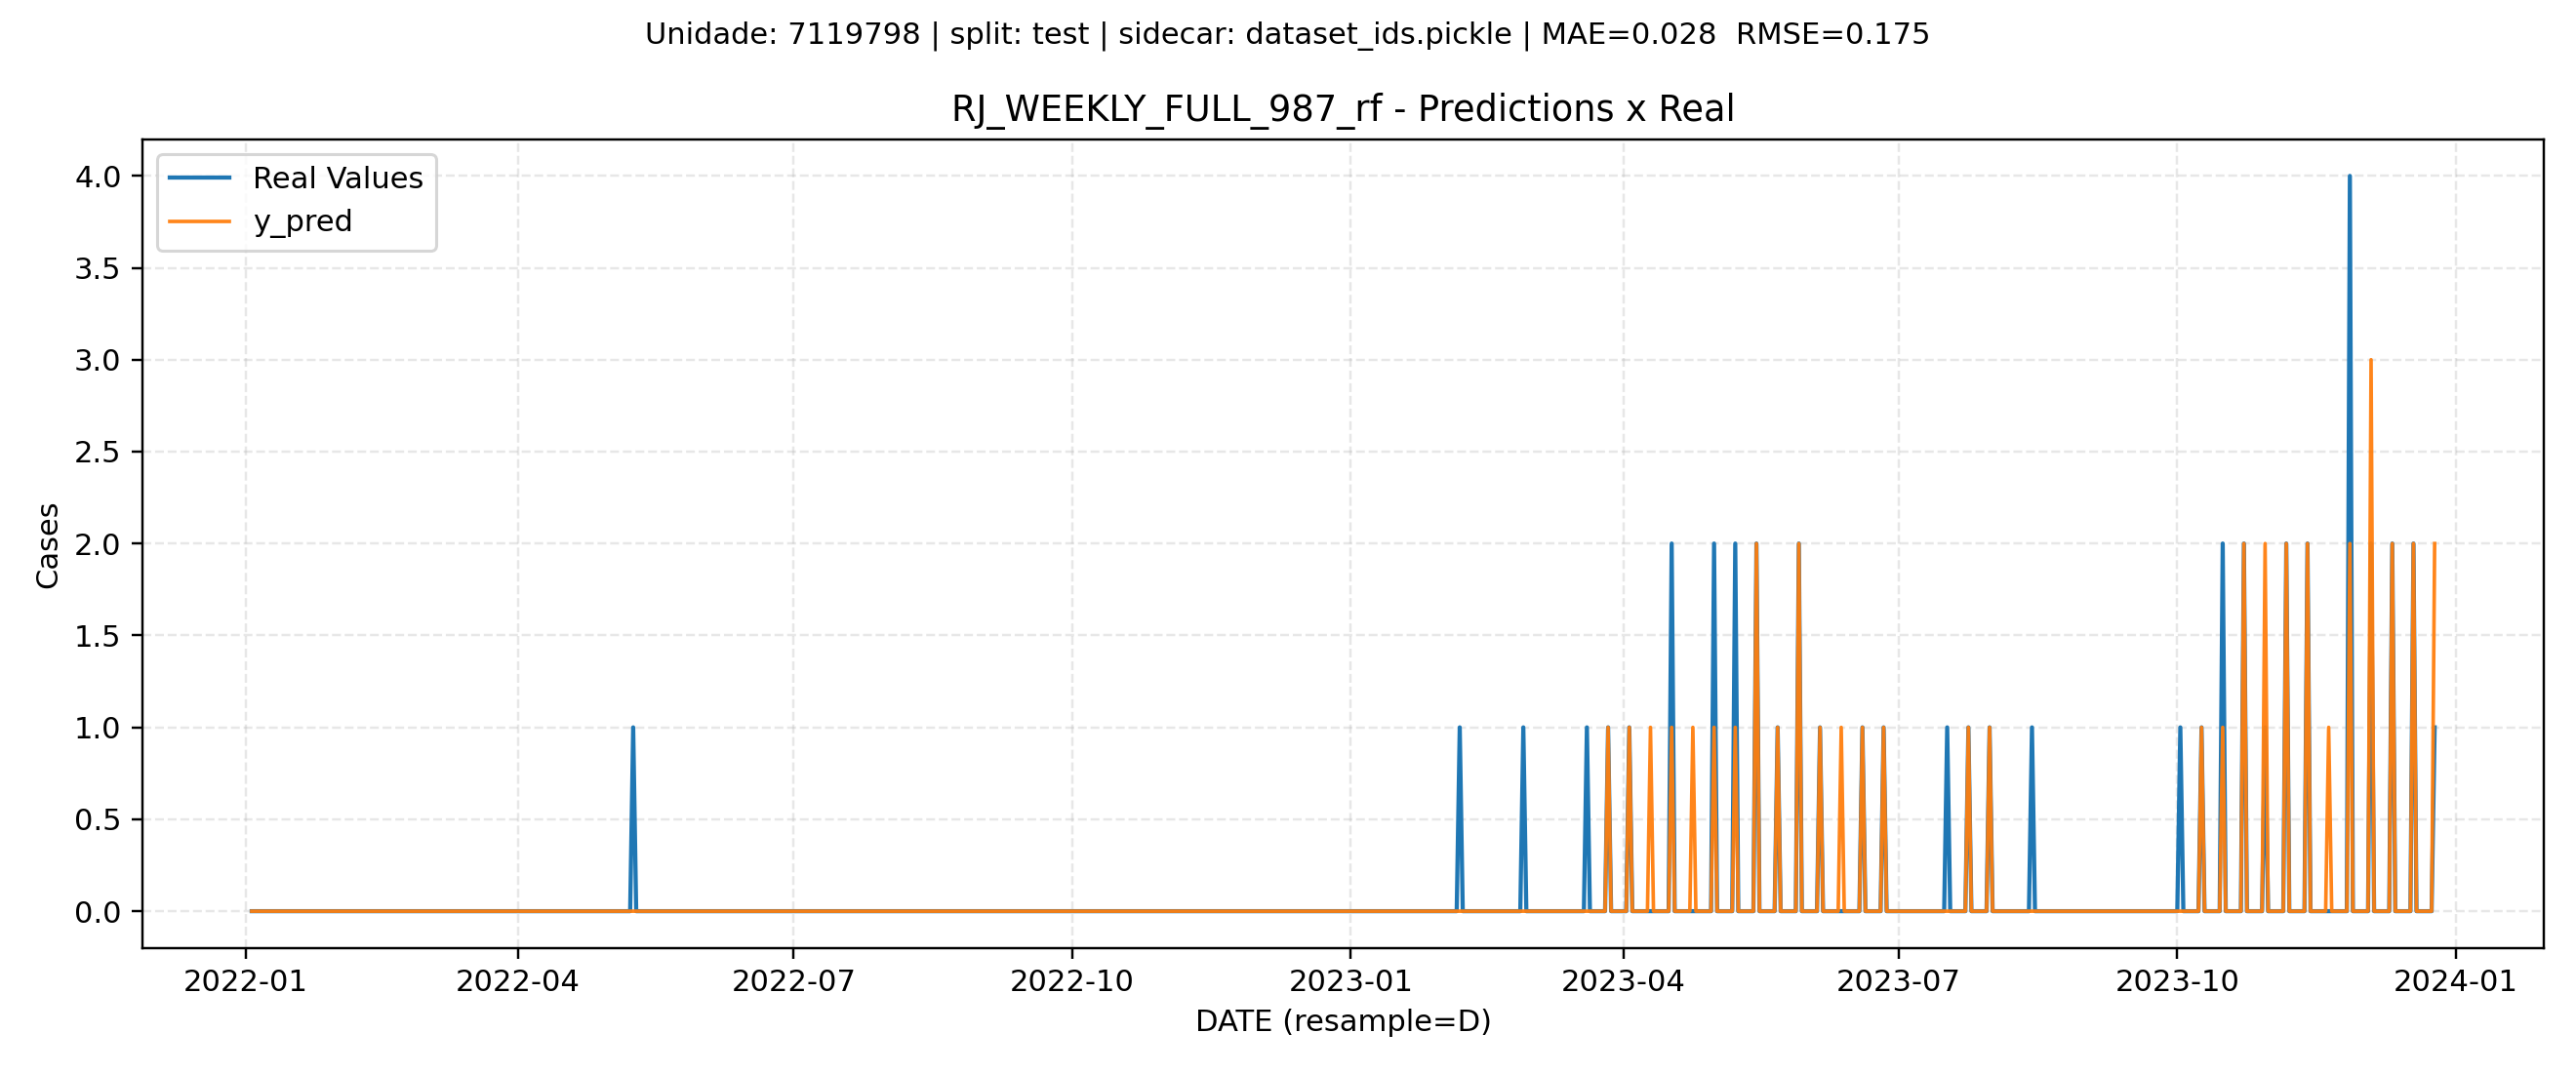 Unidade: 7119798 | split: test | sidecar: dataset_ids.pickle | MAE=0.028  RMSE=0.175
RJ_WEEKLY_FULL_987_rf - Predictions x Real
Real Values
y_pred
4.0
3.5
3.0
2.5
2.0
1.5
1.0
0.5
0.0
Cases
2022-01 2022-04 2022-07 2022-10 2023-01 2023-04 2023-07 2023-10 2024-01
DATE (resample=D)